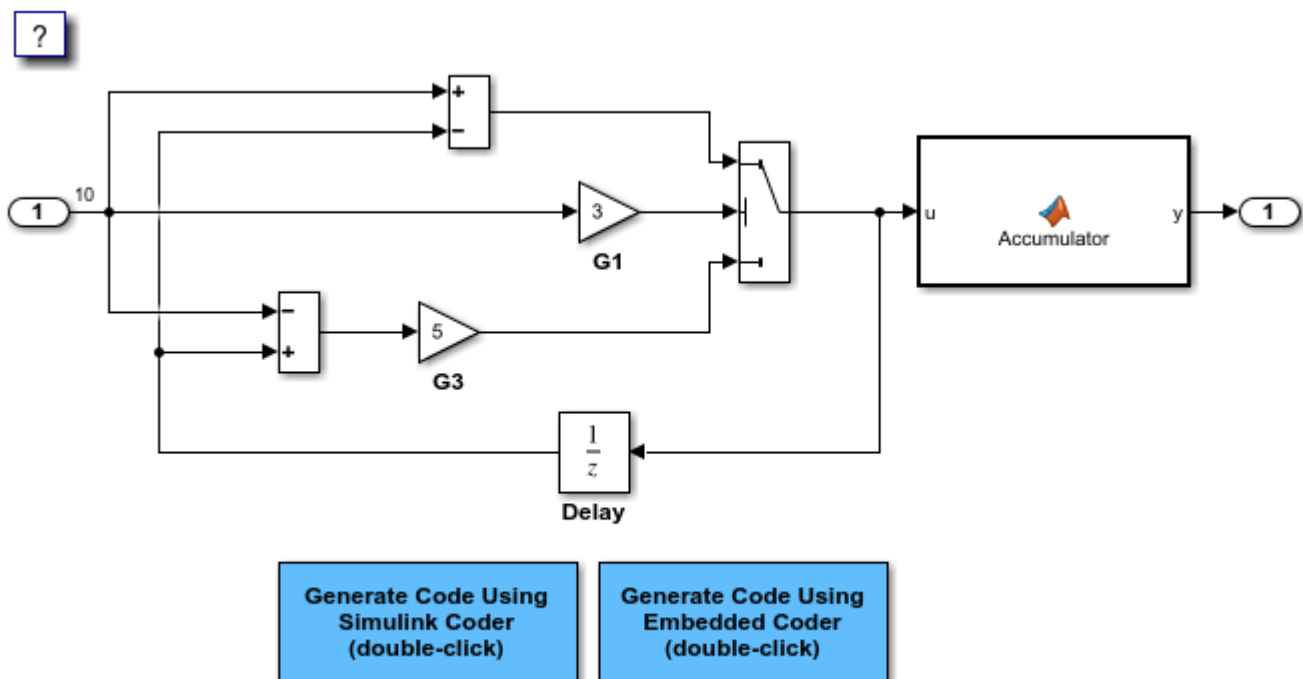 ?
+
−
10
1
3
G1
u
Accumulator
y
1
−
+
5
G3
1
z
Delay
Generate Code Using
Simulink Coder
(double-click)
Generate Code Using
Embedded Coder
(double-click)